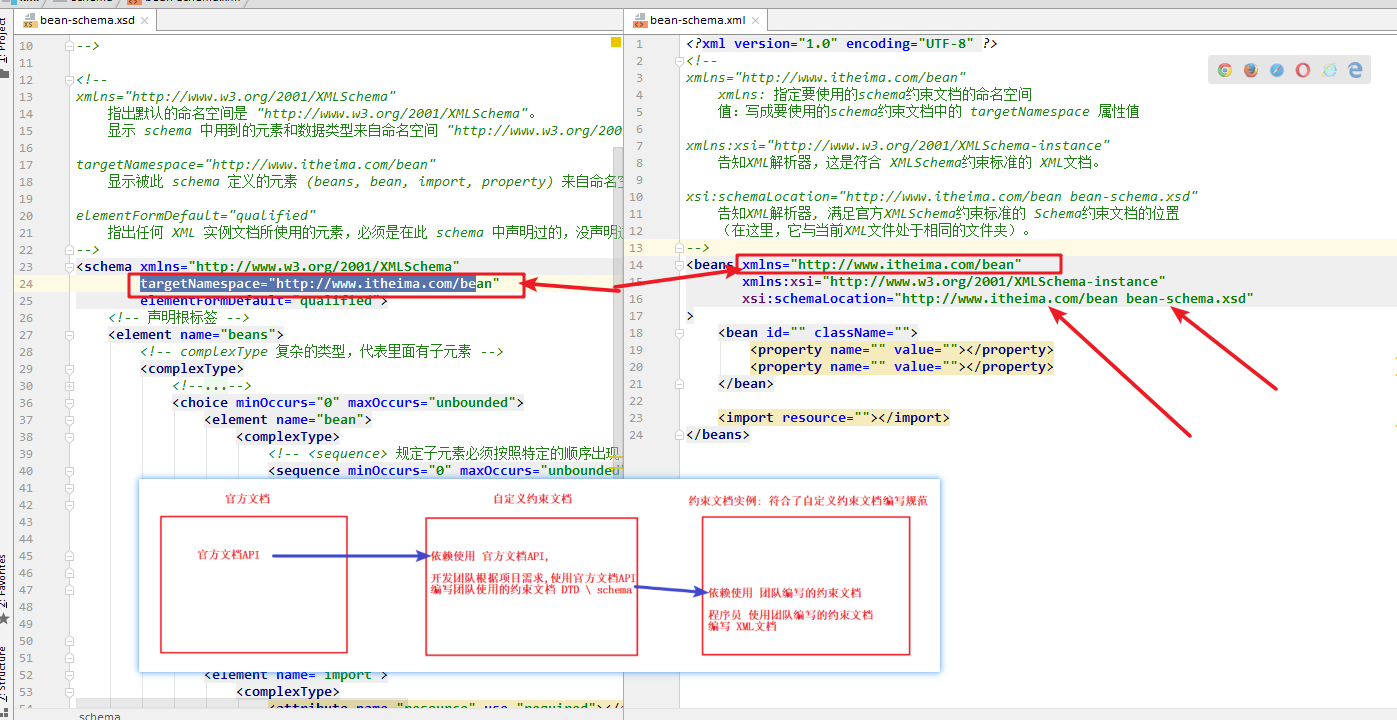 bean-schema.xsd
10 -->
11
12 <!--
13 xmlns="http://www.w3.org/2001/XMLSchema"
14 指出默认的命名空间是 "http://www.w3.org/2001/XMLSchema"。
15 显示 schema 中用到的元素和数据类型来自命名空间 "http://www.w3.org/200
16
17 targetNamespace="http://www.itheima.com/bean"
18 显示被此 schema 定义的元素 (beans, bean, import, property) 来自命名空
19
20 elementFormDefault="qualified"
21 指出任何 XML 实例文档所使用的元素，必须是在此 schema 中声明过的，没声明过
22 -->
23 <schema xmlns="http://www.w3.org/2001/XMLSchema"
24 targetNamespace="http://www.itheima.com/bean"
25 elementFormDefault="qualified">
26 <!-- 声明根标签 -->
27 <element name="beans">
28 <!-- complexType 复杂的类型，代表里面有子元素 -->
29 <complexType>
30 <!--...-->
36 <choice minOccurs="0" maxOccurs="unbounded">
37 <element name="bean">
38 <complexType>
39 <!-- <sequence> 规定子元素必须按照特定的顺序出现
40 <sequence minOccurs="0" maxOccurs="unbounded"
41
42
43
44
45
46
47
48
49
50
51
52 <element name="import">
53 <complexType>
<attribute name="resource" use="required"></
schema
bean-schema.xml
1 <?xml version="1.0" encoding="UTF-8" ?>
2 <!--
3 xmlns="http://www.itheima.com/bean"
4 xmlns: 指定要使用的schema约束文档的命名空间
5 值：写成要使用的schema约束文档中的 targetNamespace 属性值
6
7 xmlns:xsi="http://www.w3.org/2001/XMLSchema-instance"
8 告知XML解析器，这是符合 XMLSchema约束标准的 XML文档。
9
10 xsi:schemaLocation="http://www.itheima.com/bean bean-schema.xsd"
11 告知XML解析器, 满足官方XMLSchema约束标准的 Schema约束文档的位置
12 （在这里，它与当前XML文件处于相同的文件夹）。
13 -->
14 <beans xmlns="http://www.itheima.com/bean"
15 xmlns:xsi="http://www.w3.org/2001/XMLSchema-instance"
16 xsi:schemaLocation="http://www.itheima.com/bean bean-schema.xsd"
17 >
18 <bean id="" className="">
19 <property name="" value=""></property>
20 <property name="" value=""></property>
21 </bean>
22
23 <import resource=""></import>
24 </beans>
官方文档
官方文档API
自定义约束文档
依赖使用 官方文档API,
开发团队根据项目需求,使用官方文档API
编写团队使用的约束文档 DTD \ schema
约束文档实例: 符合了自定义约束文档编写规范
依赖使用 团队编写的约束文档
程序员 使用团队编写的约束文档
编写 XML文档
1: Project
2: Favorites
Z: Structure